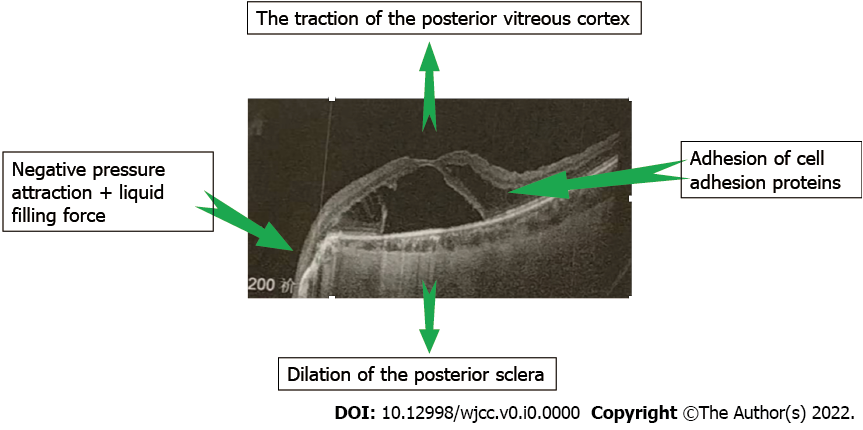 The traction of the posterior vitreous cortex
Negative pressure
attraction + liquid
filling force
Adhesion of cell
adhesion proteins
200
Dilation of the posterior sclera
DOI: 10.12998/wjcc.v0.i0.0000 Copyright ©The Author(s) 2022.